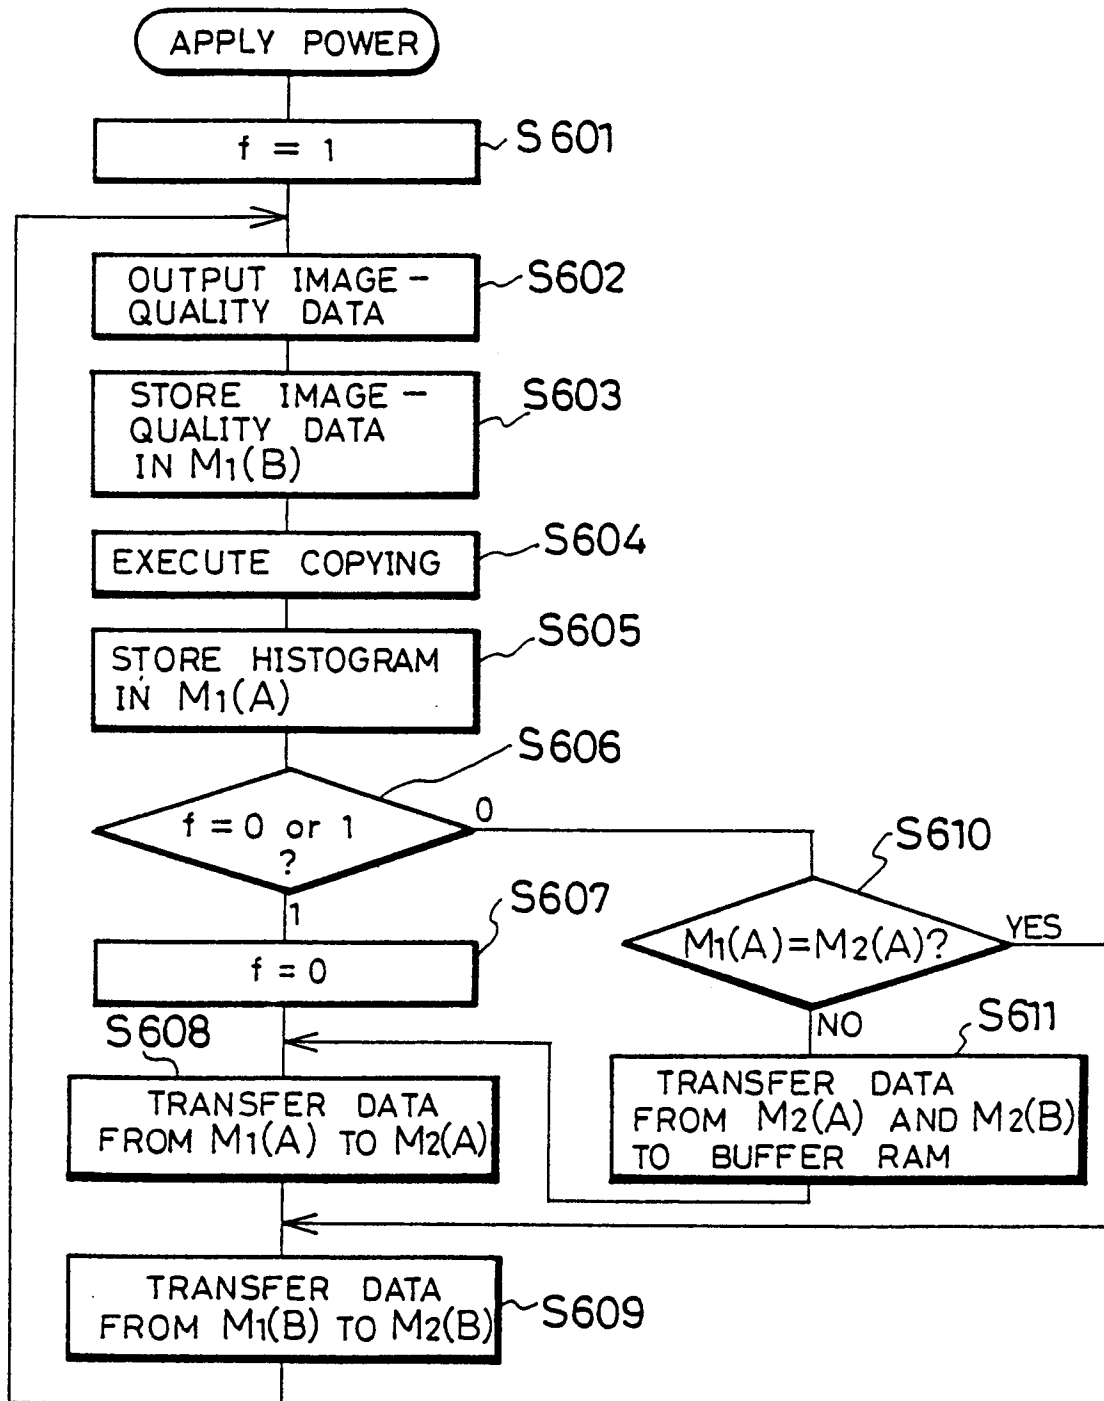 APPLY POWER
f = 1
S601
OUTPUT IMAGE-
QUALITY DATA
S602
STORE IMAGE-
QUALITY DATA
IN M1(B)
S603
EXECUTE COPYING
S604
STORE HISTOGRAM
IN M1(A)
S605
S606
f = 0 or 1
?
0
1
S607
f = 0
S610
M1(A)=M2(A)?
YES
NO
S608
TRANSFER DATA
FROM M1(A) TO M2(A)
S611
TRANSFER DATA
FROM M2(A) AND M2(B)
TO BUFFER RAM
TRANSFER DATA
FROM M1(B) TO M2(B)
S609